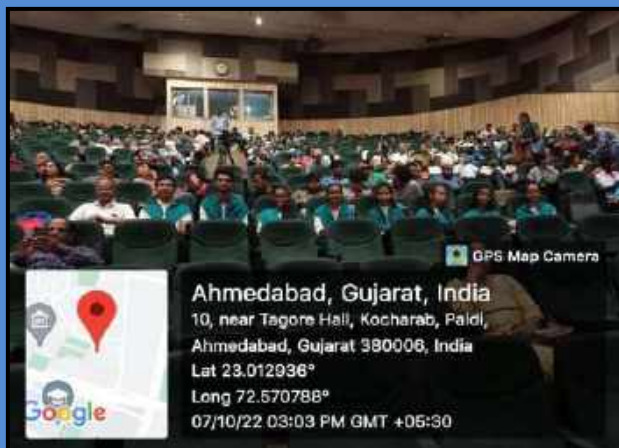 GPS Map Camera
Ahmedabad, Gujarat, India
10, near Tagore Hall, Kocharab, Paldi,
Ahmedabad, Gujarat 380006, India
Lat 23.012936°
Long 72.570788°
07/10/22 03:03 PM GMT +05:30
Google